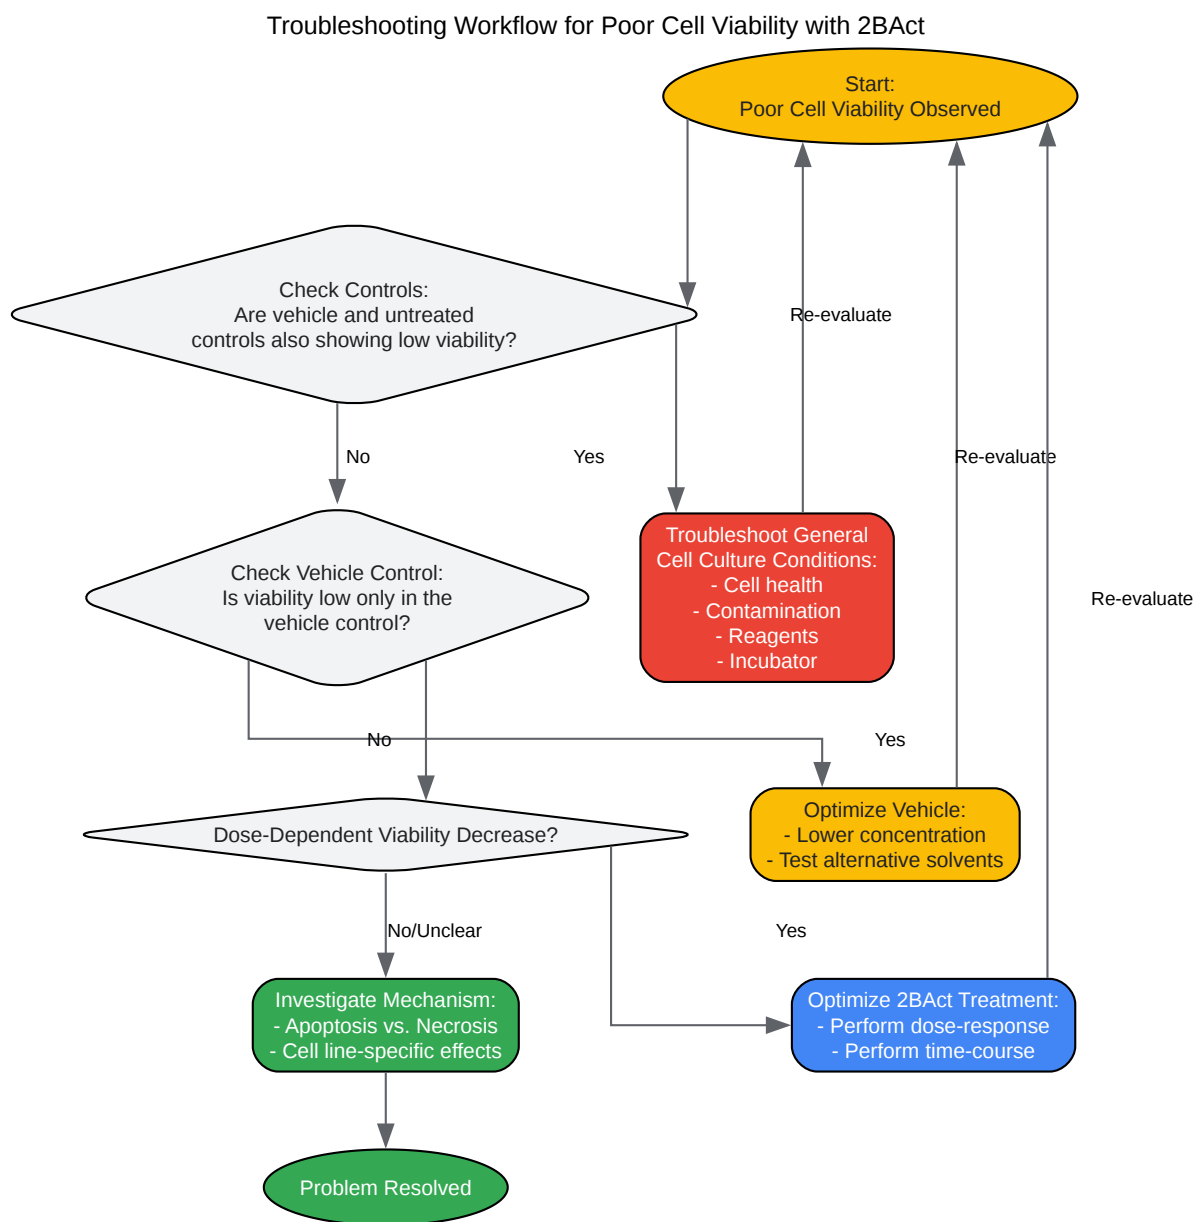 Troubleshooting Workflow for Poor Cell Viability with 2BAct
Start:
Poor Cell Viability Observed
Check Controls:
Are vehicle and untreated
controls also showing low viability?
Re-evaluate
No
Yes
Re-evaluate
Troubleshoot General
Cell Culture Conditions:
- Cell health
- Contamination
- Reagents
- Incubator
Check Vehicle Control:
Is viability low only in the
vehicle control?
Re-evaluate
No
Yes
Optimize Vehicle:
- Lower concentration
- Test alternative solvents
Dose-Dependent Viability Decrease?
No/Unclear
Yes
Investigate Mechanism:
- Apoptosis vs. Necrosis
- Cell line-specific effects
Optimize 2BAct Treatment:
- Perform dose-response
- Perform time-course
Problem Resolved